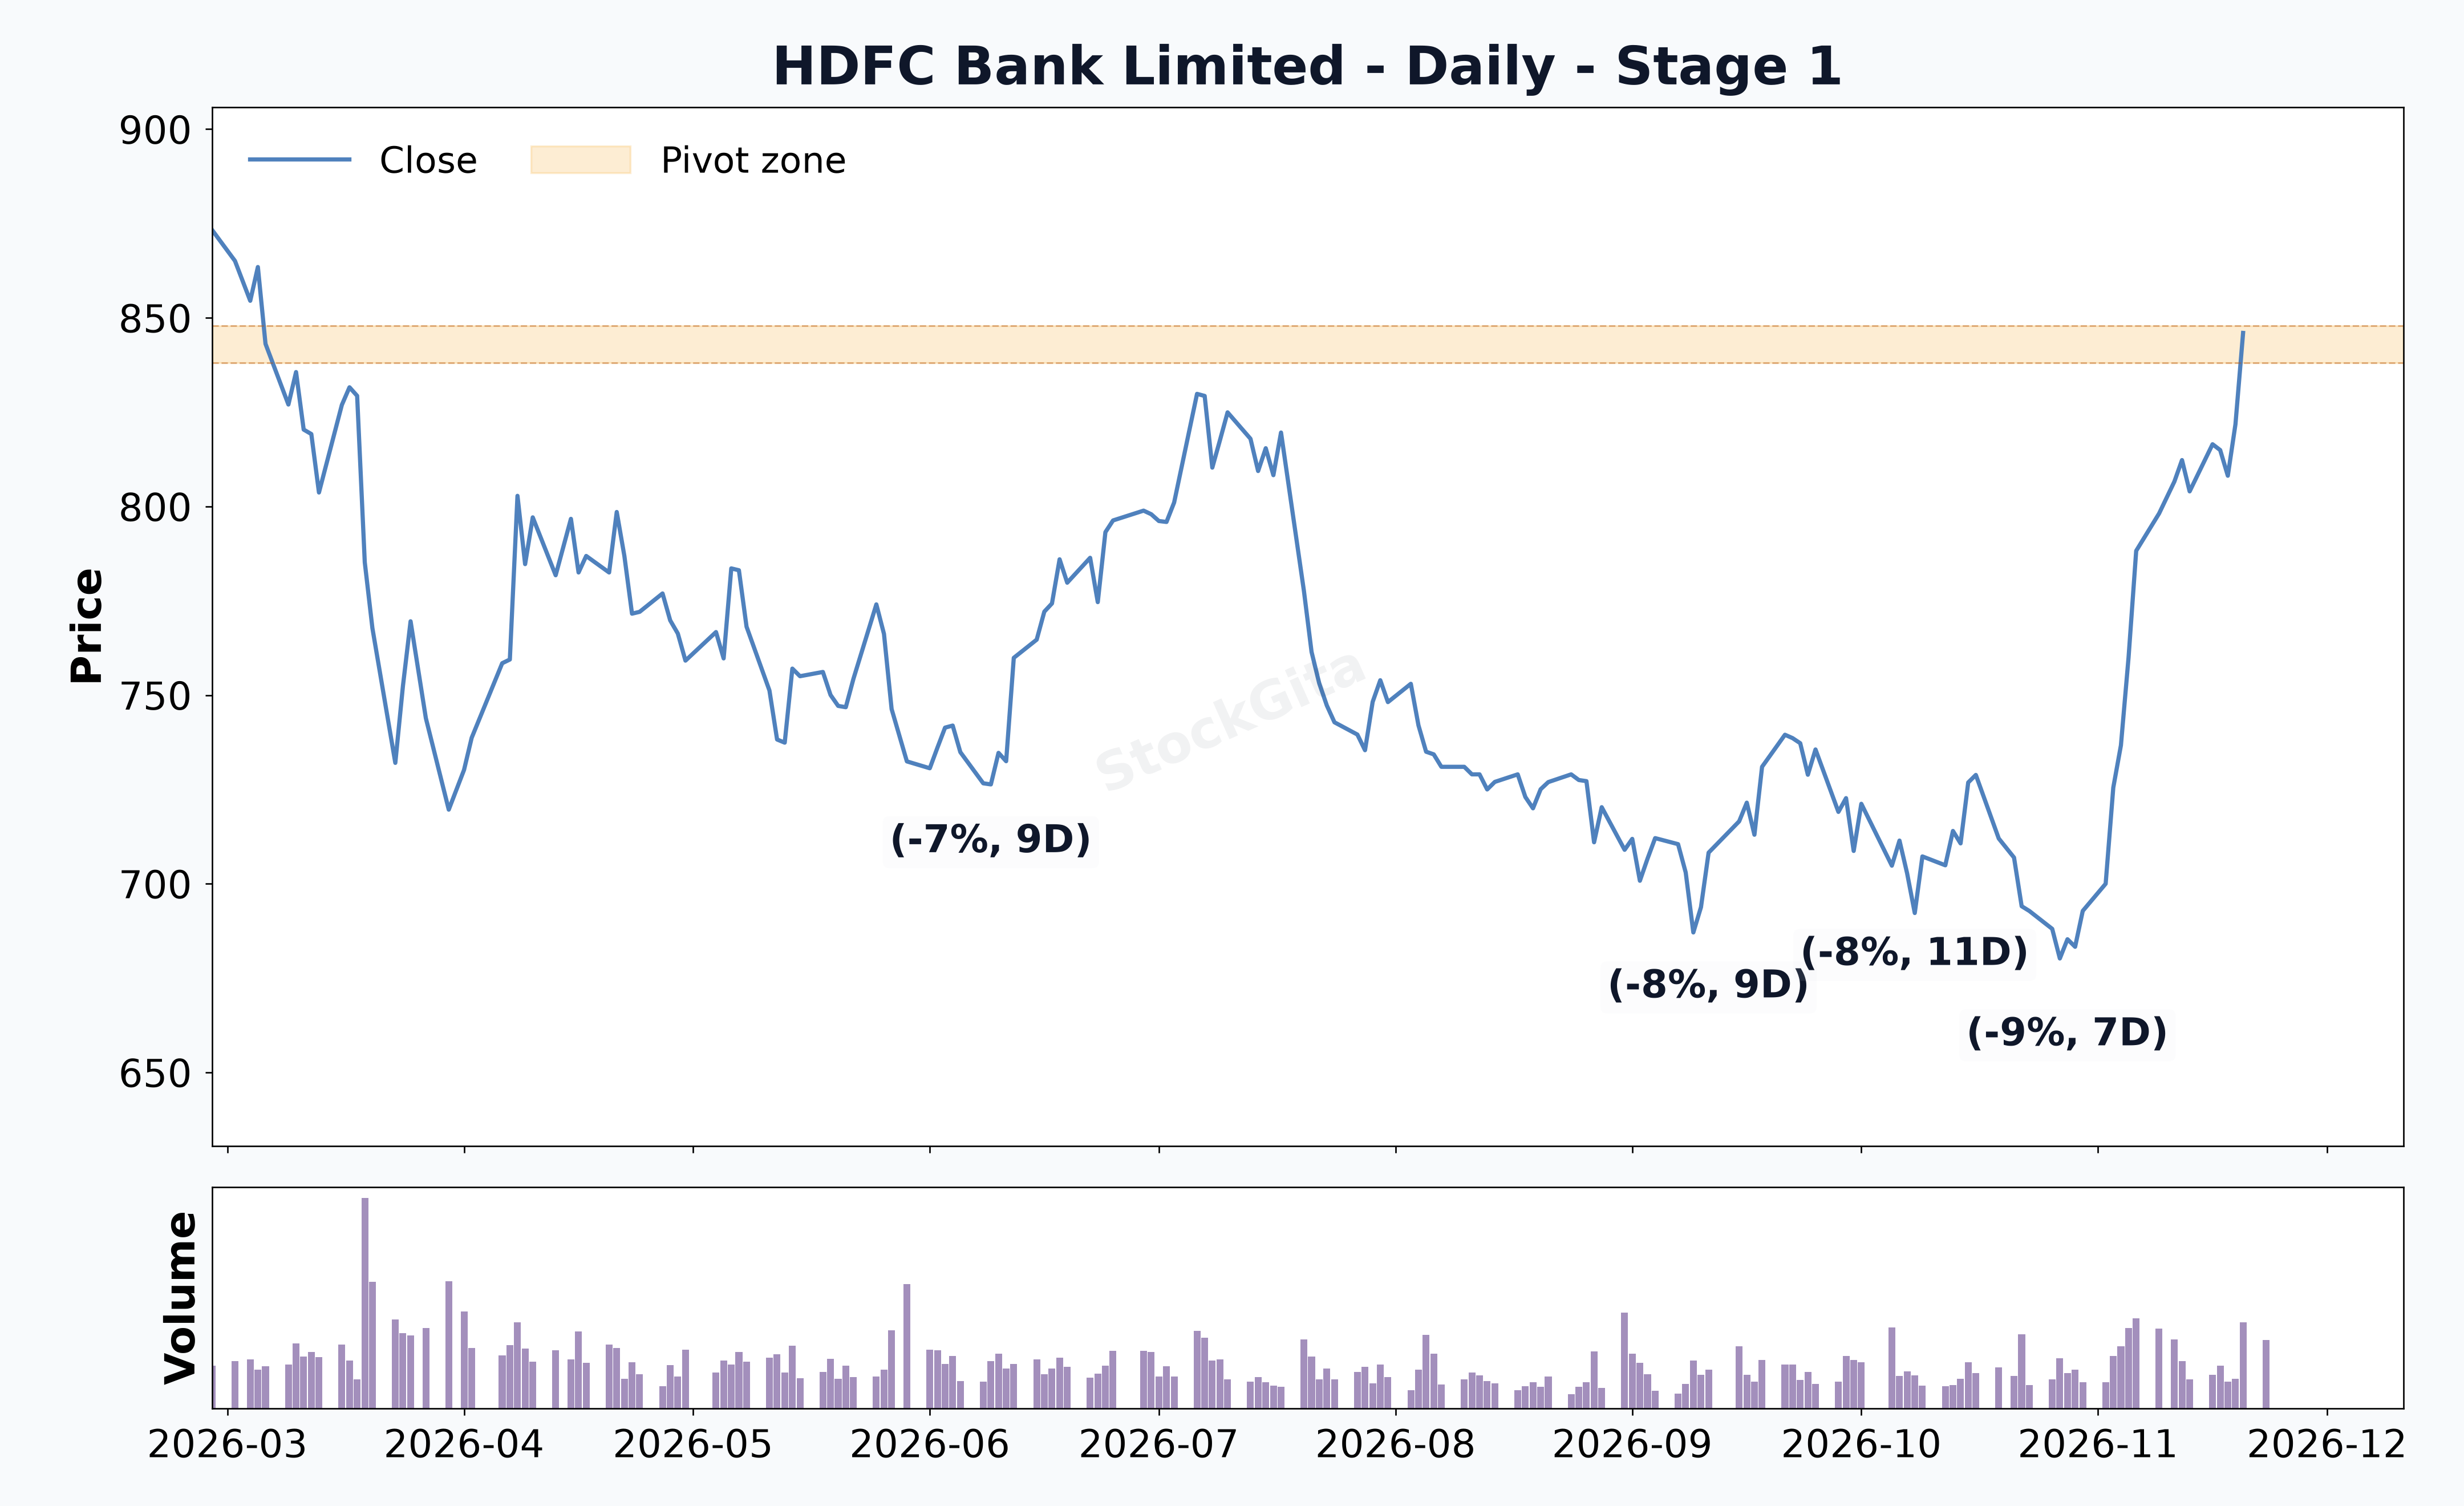 HDFC Bank Limited - Daily - Stage 1
Close
Pivot zone
900
850
800
750
700
650
Price
StockGita
(-7%, 9D)
(-8%, 11D)
(-8%, 9D)
(-9%, 7D)
Volume
2026-03
2026-04
2026-05
2026-06
2026-07
2026-08
2026-09
2026-10
2026-11
2026-12